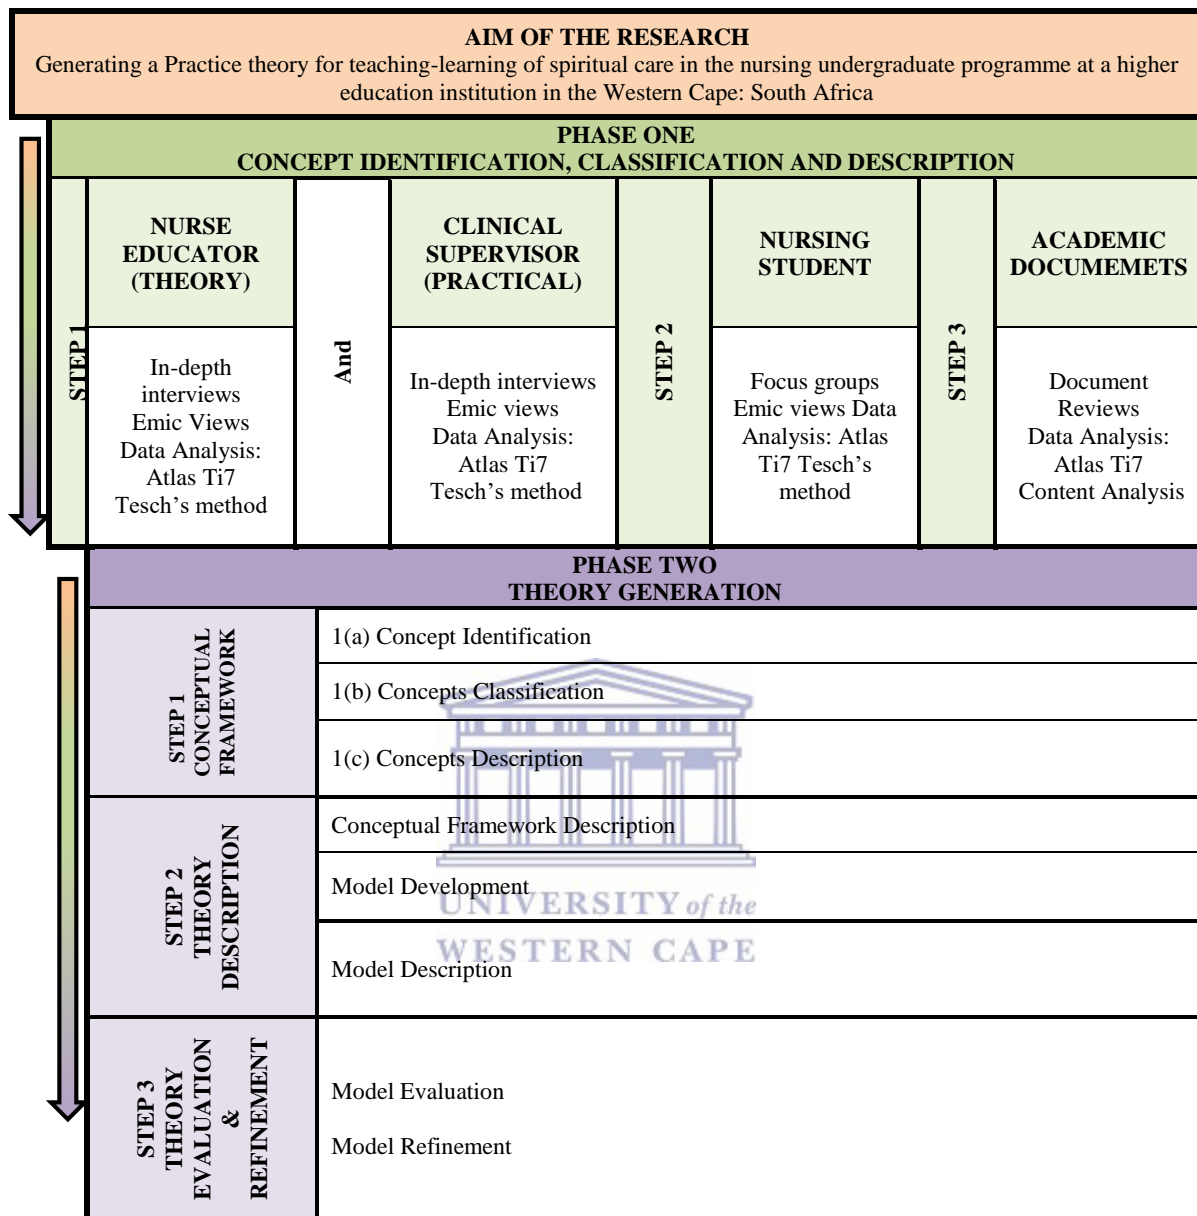 AIM OF THE RESEARCH
Generating a Practice theory for teaching-learning of spiritual care in the nursing undergraduate programme at a higher
education institution in the Western Cape: South Africa
PHASE ONE
CONCEPT IDENTIFICATION, CLASSIFICATION AND DESCRIPTION
STEP 1
NURSE
EDUCATOR
(THEORY)
In-depth
interviews
Emic Views
Data Analysis:
Atlas Ti7
Tesch's method
And
CLINICAL
SUPERVISOR
(PRACTICAL)
In-depth interviews
Emic views
Data Analysis:
Atlas Ti7
Tesch's method
STEP 2
NURSING
STUDENT
Focus groups
Emic views Data
Analysis: Atlas
Ti7 Tesch's
method
STEP 3
ACADEMIC
DOCUMEMETS
Document
Reviews
Data Analysis:
Atlas Ti7
Content Analysis
PHASE TWO
THEORY GENERATION
STEP 1
CONCEPTUAL
FRAMEWORK
1(a) Concept Identification
1(b) Concepts Classification
1(c) Concepts Description
STEP 2
THEORY
DESCRIPTION
Conceptual Framework Description
Model Development
UNIVERSITY of the
WESTERN CAPE
Model Description
STEP 3
THEORY
EVALUATION
&
REFINEMENT
Model Evaluation
Model Refinement